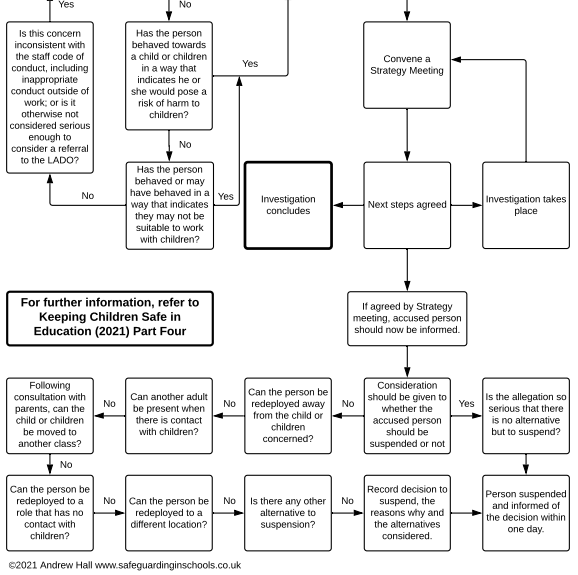 Yes
No
Is this concern
inconsistent with
the staff code of
conduct, including
inappropriate
conduct outside of
work; or is it
otherwise not
considered serious
enough to
consider a referral
to the LADO?
Has the person
behaved towards
a child or children
in a way that
indicates he or
she would pose a
risk of harm to
children?
Yes
Convene a
Strategy Meeting
No
Has the person
behaved or may
have behaved in a
way that indicates
they may not be
suitable to work
with children?
No
Yes
Investigation
concludes
Next steps agreed
Investigation takes
place
For further information, refer to
Keeping Children Safe in
Education (2021) Part Four
If agreed by Strategy
meeting, accused person
should now be informed.
Following
consultation with
parents, can the
child or children
be moved to
another class?
No
Can another adult
be present when
there is contact
with children?
No
Can the person be
redeployed away
from the child or
children
concerned?
No
Consideration
should be given to
whether the
accused person
should be
suspended or not
Yes
Is the allegation so
serious that there
is no alternative
but to suspend?
No
Can the person be
redeployed to a
role that has no
contact with
children?
No
Can the person be
redeployed to a
different location?
No
Is there any other
alternative to
suspension?
No
Record decision to
suspend, the
reasons why and
the alternatives
considered.
Person suspended
and informed of
the decision within
one day.
©2021 Andrew Hall www.safeguardinginschools.co.uk